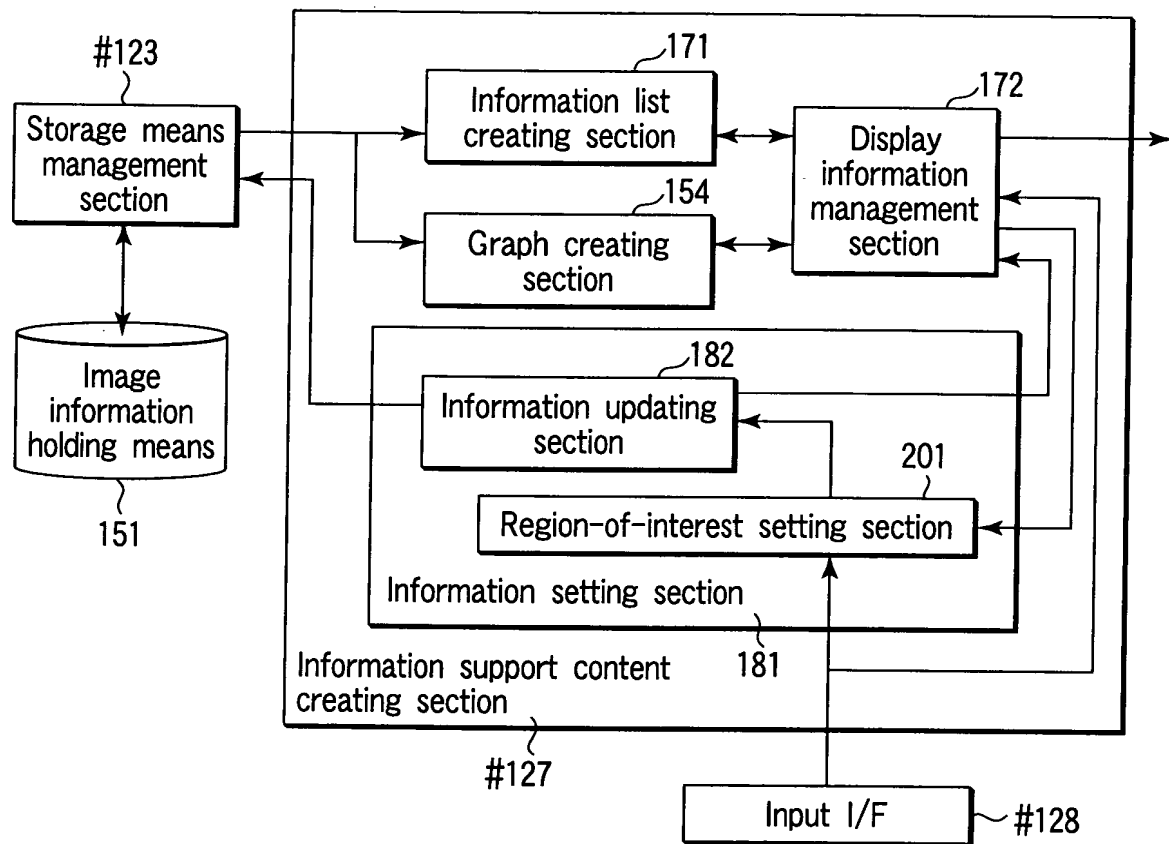 #123
Storage means
management
section
171
Information list
creating section
172
Display
information
management
section
154
Graph creating
section
Image
information
holding means
151
182
Information updating
section
201
Region-of-interest setting section
Information setting section
181
Information support content
creating section
#127
Input I/F
#128